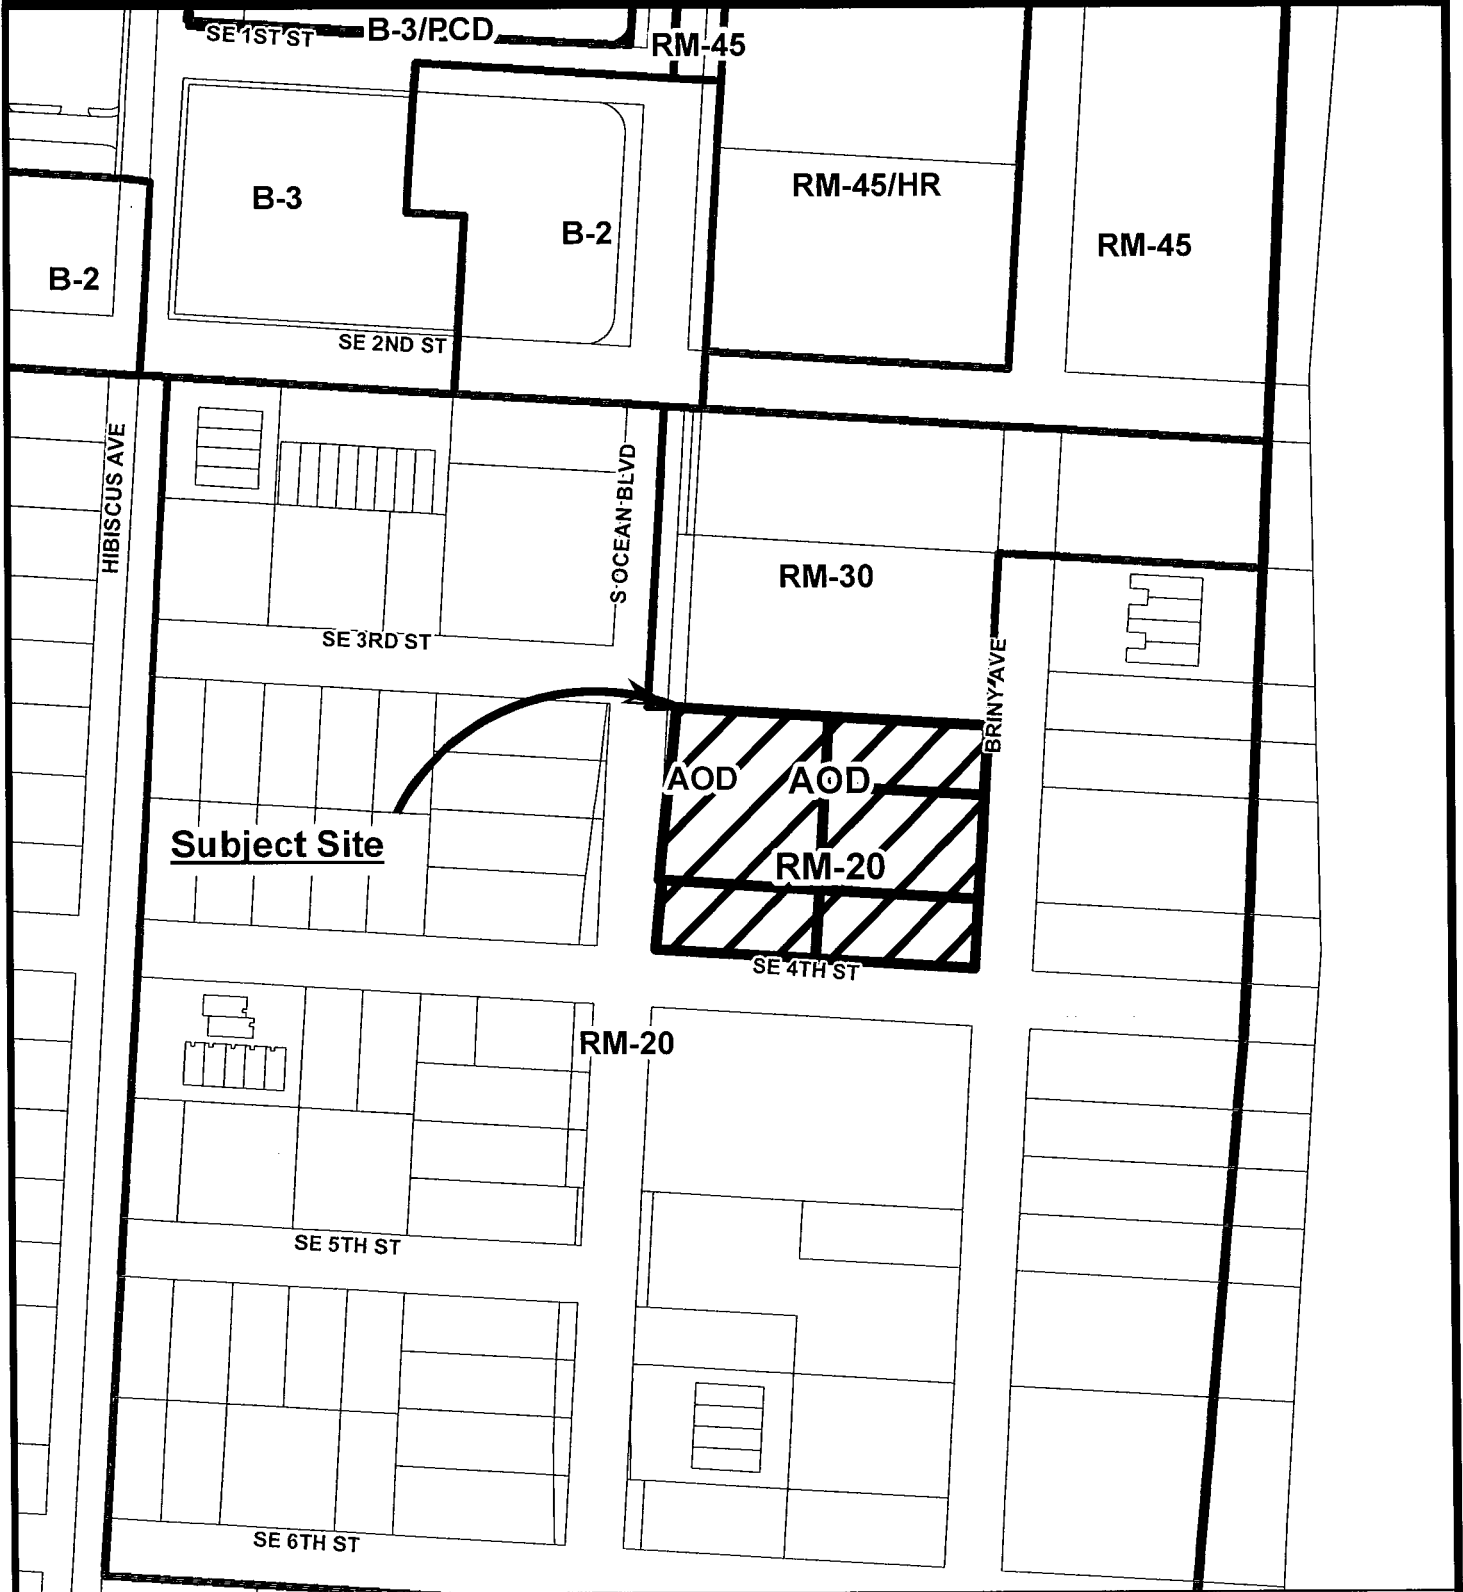 SE 1ST ST
B-3/PCD
RM-45
B-3
B-2
RM-45/HR
RM-45
B-2
SE 2ND ST
HIBISCUS AVE
S OCEAN BLVD
RM-30
SE 3RD ST
BRINY AVE
AOD
AOD
Subject Site
RM-20
SE 4TH ST
RM-20
SE 5TH ST
SE 6TH ST